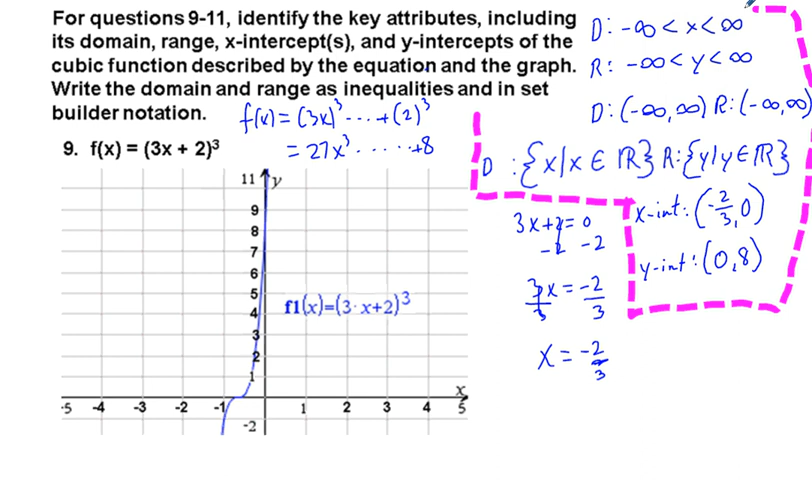 For questions 9-11, identify the key attributes, including
its domain, range, x-intercept(s), and y-intercepts of the
cubic function described by the equation and the graph.
Write the domain and range as inequalities and in set
builder notation.
f(x) = (3x)³ ... + (2)³
= 27x³ ...... +8
9. f(x) = (3x + 2)³
D: -∞ < x < ∞
R: -∞ < y < ∞
D: (-∞, ∞) R: (-∞, ∞)
D : {x | x ∈ ℝ} R: {y | y ∈ ℝ}
x-int: (-2/3, 0)
y-int: (0, 8)
3x+2 = 0
-2 -2
3x = -2
3 3
x = -2/3
11 y
9
8
7
6
5
4
3
2
1
f1(x)=(3·x+2)³
x
-5 -4 -3 -2 -1 1 2 3 4 5
-2